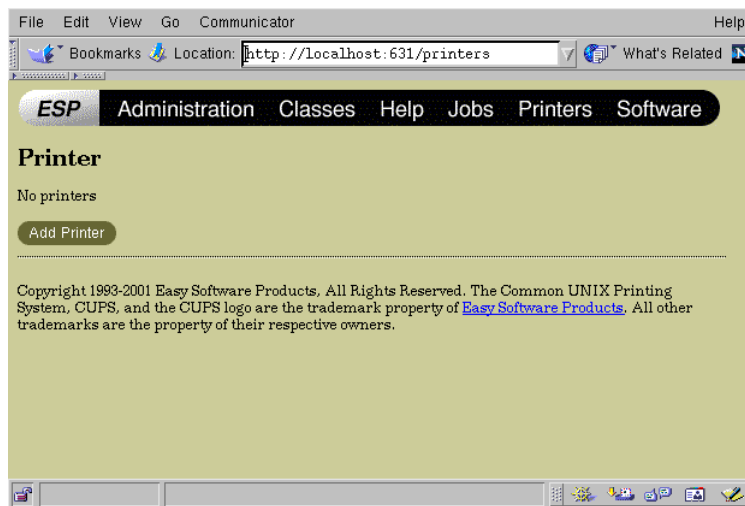 File Edit View Go Communicator Help
Bookmarks Location: http://localhost:631/printers What's Related N
ESP Administration Classes Help Jobs Printers Software
Printer
No printers
Add Printer
Copyright 1993-2001 Easy Software Products, All Rights Reserved. The Common UNIX Printing
System, CUPS, and the CUPS logo are the trademark property of Easy Software Products. All other
trademarks are the property of their respective owners.